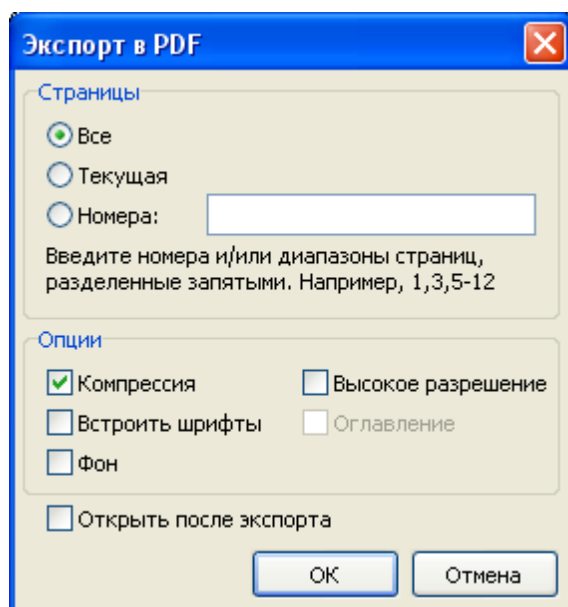 Экспорт в PDF
Страницы
Все
Текущая
Номера:
Введите номера и/или диапазоны страниц,
разделенные запятыми. Например, 1,3,5-12
Опции
Компрессия
Высокое разрешение
Встроить шрифты
Оглавление
Фон
Открыть после экспорта
ОК
Отмена